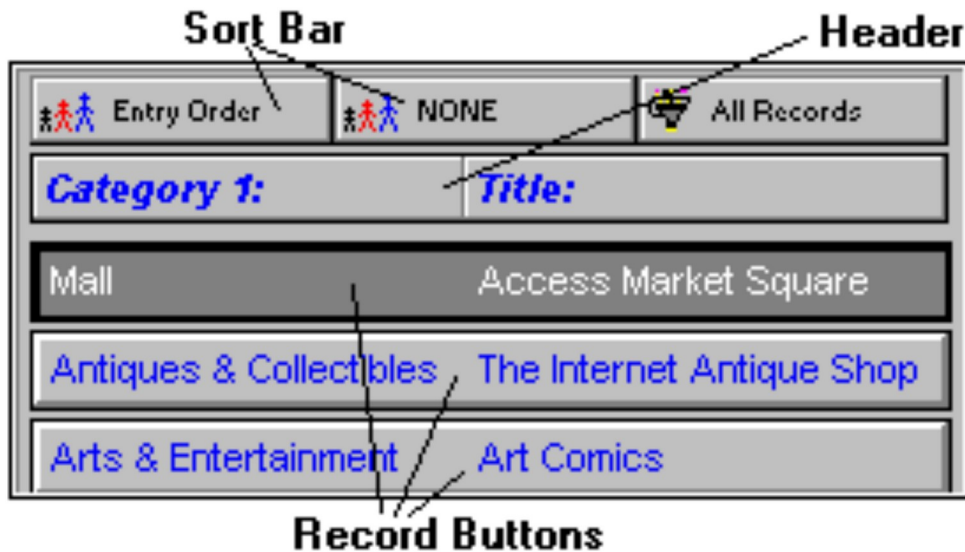 Sort Bar Header
Entry Order NONE All Records
Category 1: Title:
Mall Access Market Square
Antiques & Collectibles The Internet Antique Shop
Arts & Entertainment Art Comics
Record Buttons